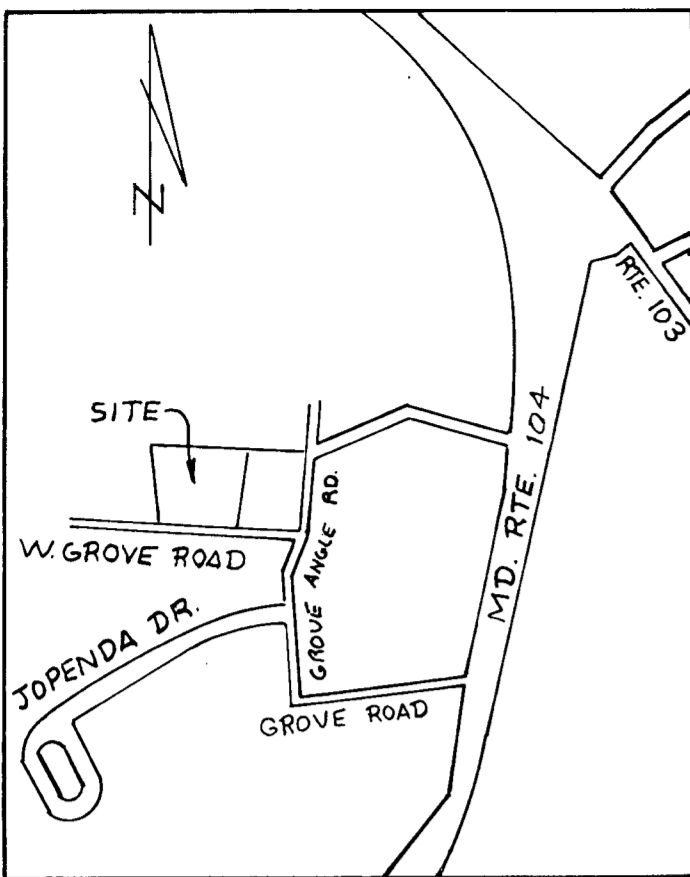 N
RTE. 103
SITE
MD. RTE. 104
GROVE ANGLE RD.
W. GROVE ROAD
JOPENDA DR.
GROVE ROAD